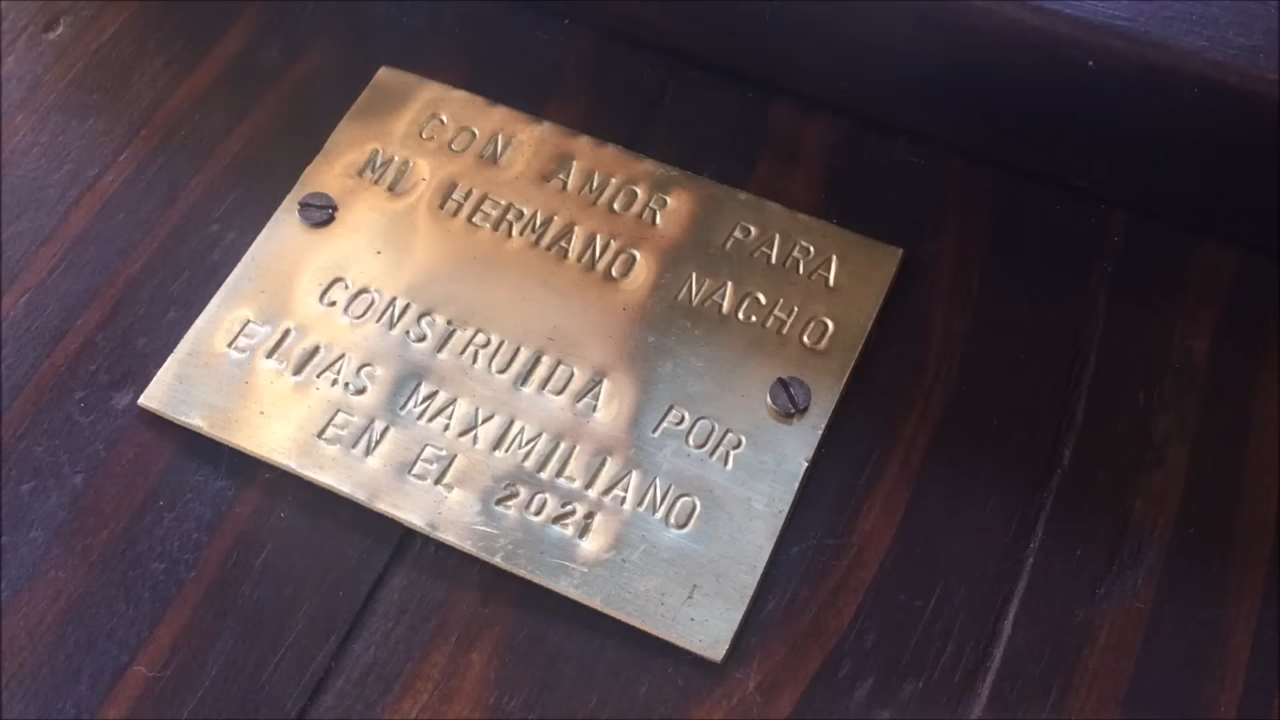 CON AMOR PARA
MI HERMANO NACHO
CONSTRUIDA POR
ELIAS MAXIMILIANO
EN EL 2021